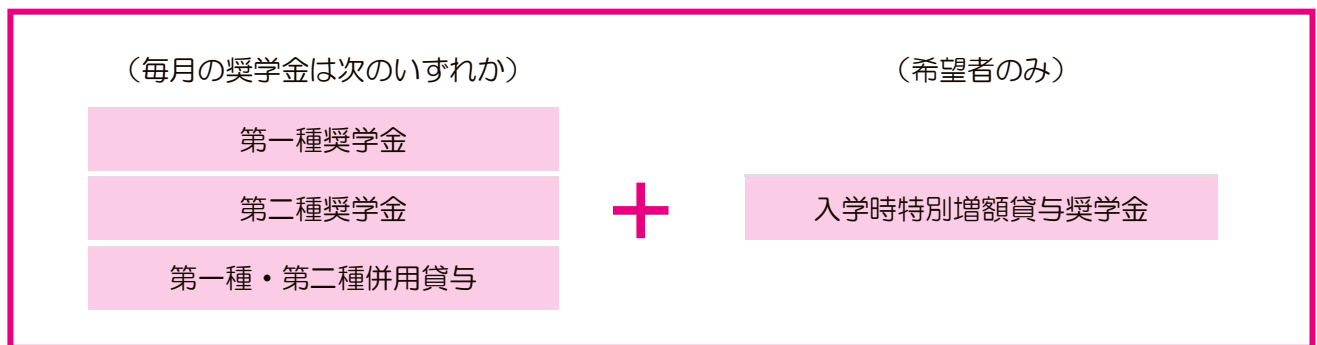 （毎月の奨学金は次のいずれか）
第一種奨学金
第二種奨学金
第一種・第二種併用貸与
＋
（希望者のみ）
入学時特別増額貸与奨学金